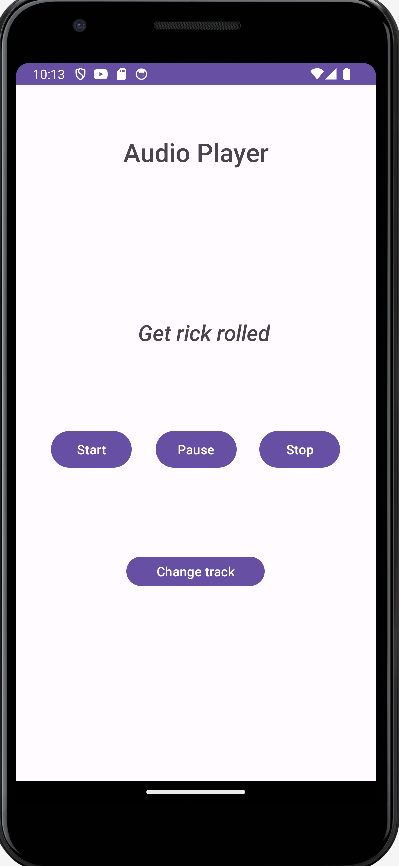 10:13
Audio Player
Get rick rolled
Start Pause Stop
Change track